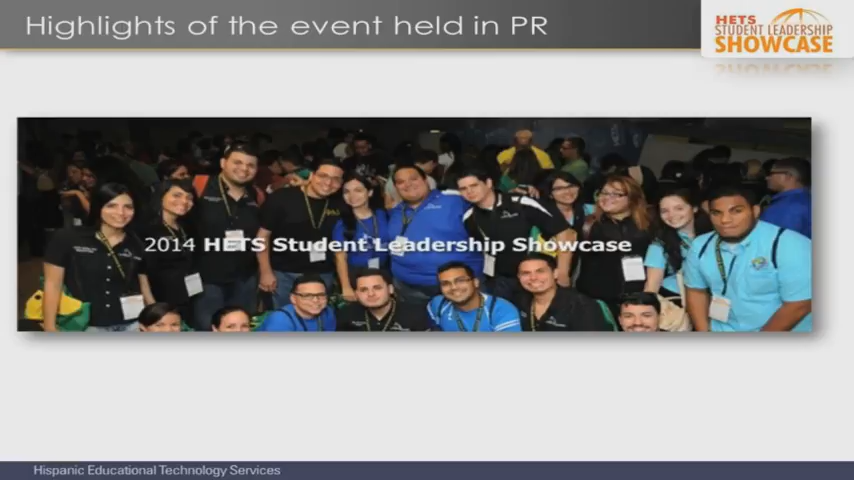 Highlights of the event held in PR
HETS
STUDENT LEADERSHIP
SHOWCASE
2014 HETS Student Leadership Showcase
Hispanic Educational Technology Services